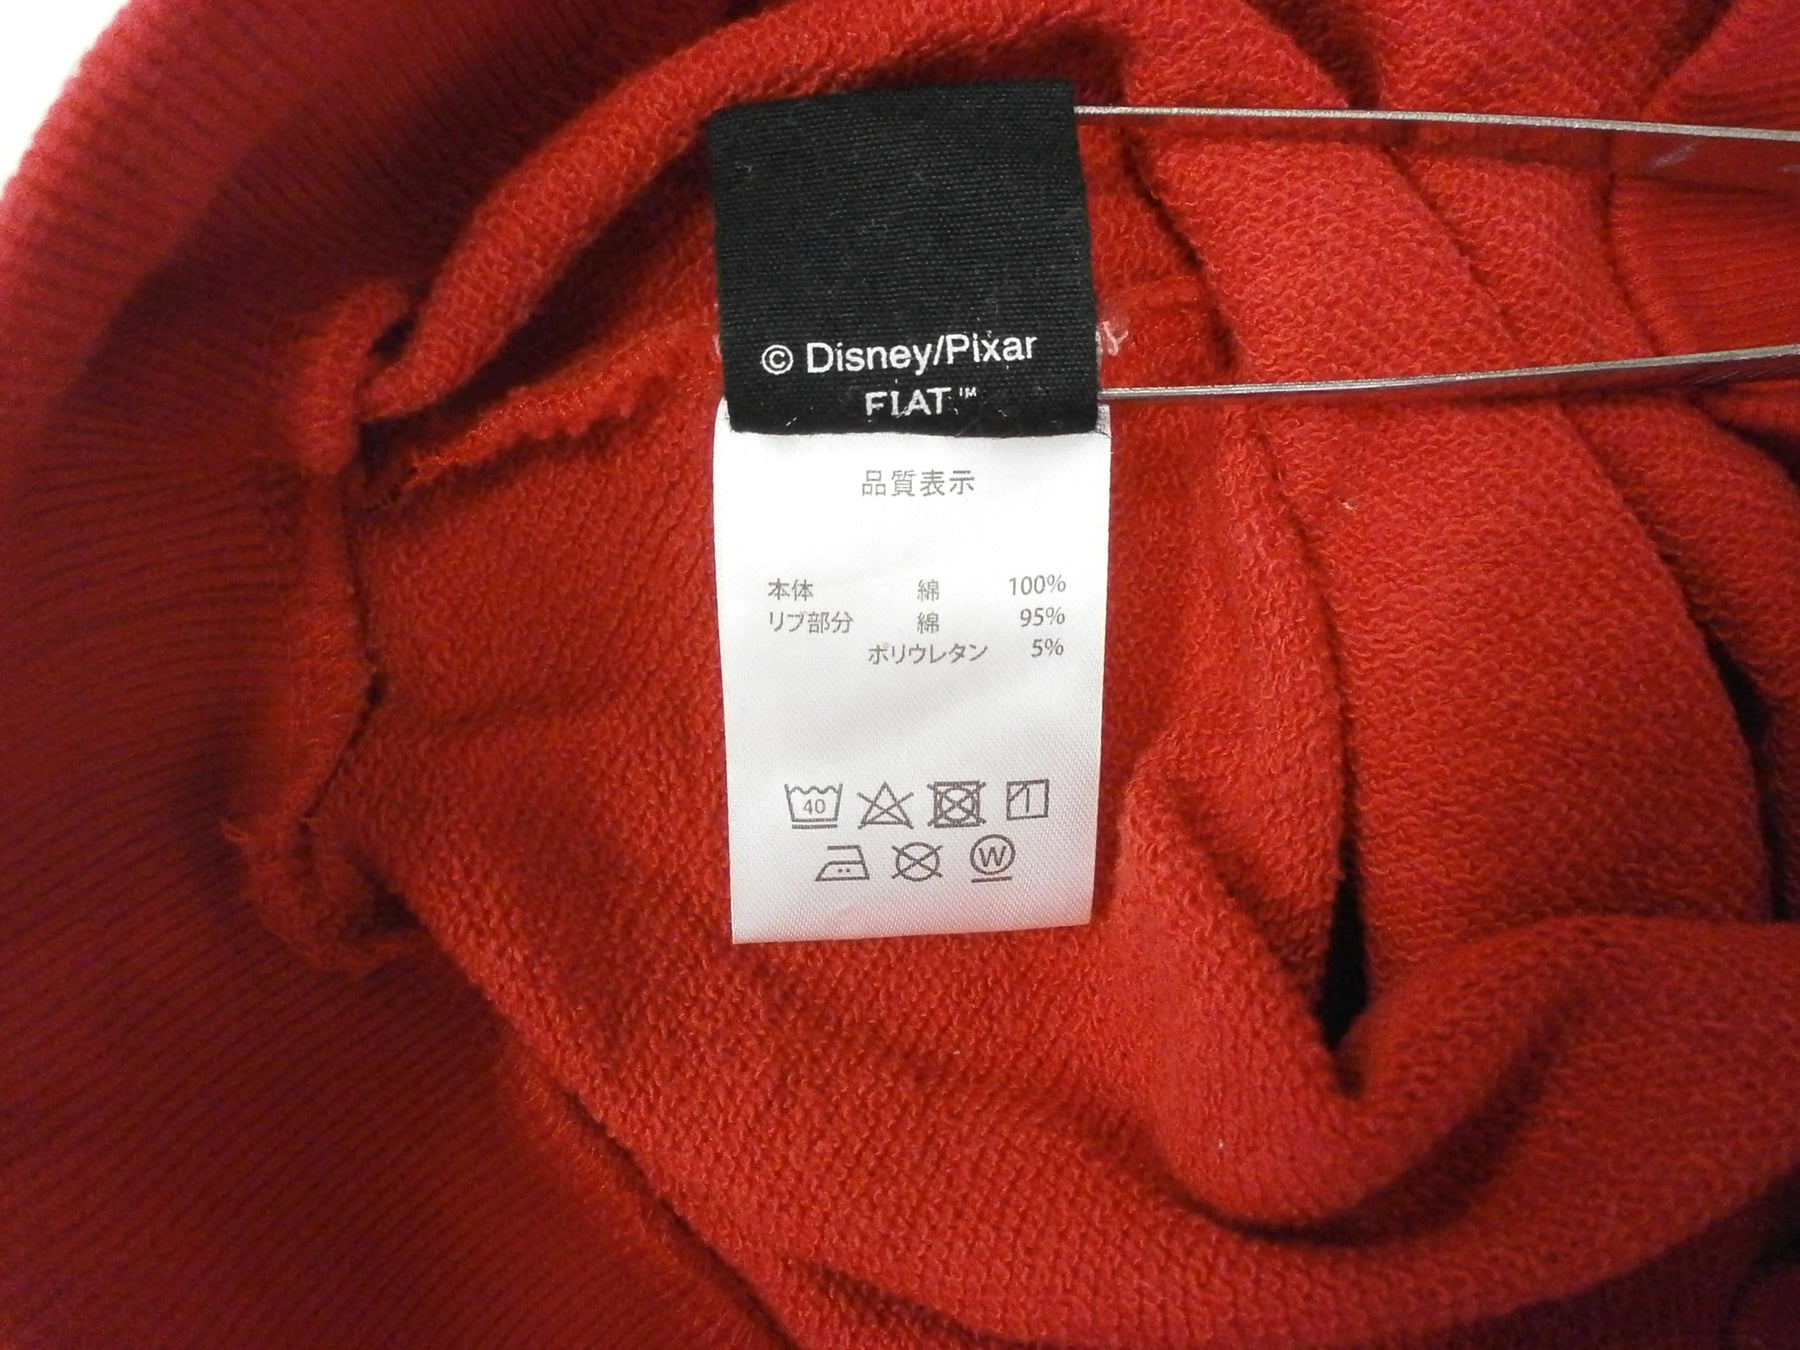 © Disney/Pixar
FIAT™
品質表示
本体 綿 100%
リブ部分 綿 95%
ポリウレタン 5%
40
W